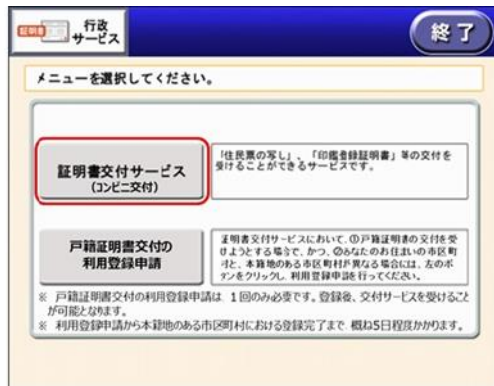 証明書
行政
サービス
終了
メニューを選択してください。
証明書交付サービス
(コンビニ交付)
「住民票の写し」、「印鑑登録証明書」等の交付を
受けることができるサービスです。
戸籍証明書交付の
利用登録申請
証明書交付サービスにおいて、①戸籍証明書の交付を受
けようとする場合で、かつ、②あなたのお住まいの市区町
村と、本籍地のある市区町村が異なる場合には、左のボ
タンをクリックし、利用登録申請を行ってください。
※ 戸籍証明書交付の利用登録申請は、1回のみ必要です。登録後、交付サービスを受けること
が可能となります。
※ 利用登録申請から本籍地のある市区町村における登録完了まで、概ね5日程度かかります。